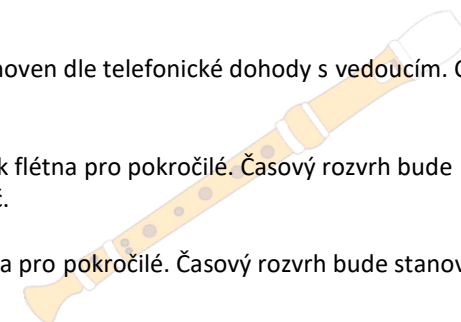 noven dle telefonické dohody s vedoucím.
k flétna pro pokročilé. Časový rozvrh bude
č.
a pro pokročilé. Časový rozvrh bude stanov